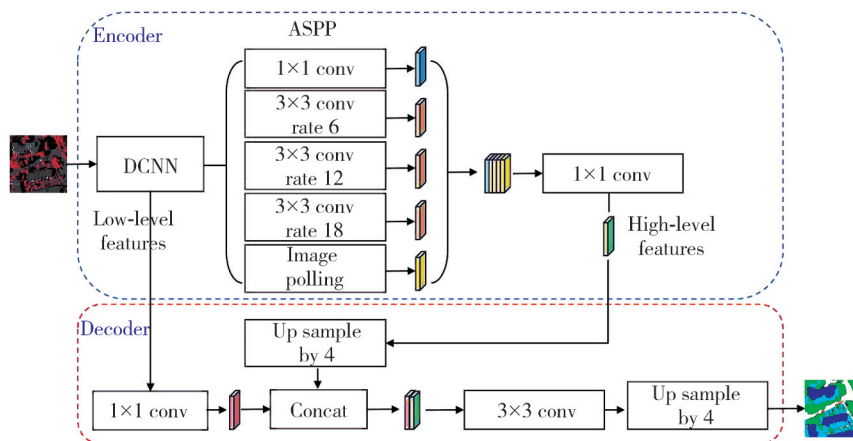 Encoder
ASPP
1×1 conv
3×3 conv
rate 6
DCNN
3×3 conv
rate 12
1×1 conv
Low-level
features
3×3 conv
rate 18
High-level
features
Image
polling
Decoder
Up sample
by 4
1×1 conv
Concat
3×3 conv
Up sample
by 4